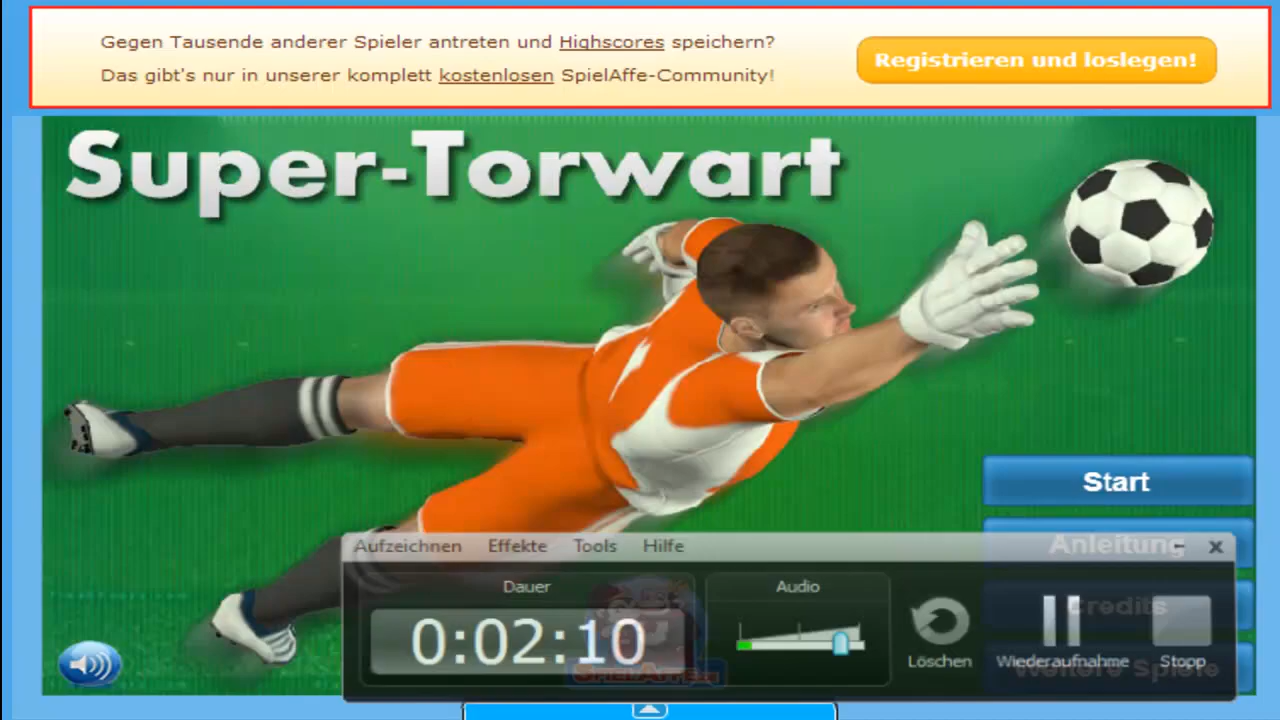 Gegen Tausende anderer Spieler antreten und Highscores speichern?
Das gibt's nur in unserer komplett kostenlosen SpielAffe-Community!
Registrieren und loslegen!
Super-Torwart
Start
Anleitung
Credits
Weitere Spiele
Aufzeichnen Effekte Tools Hilfe
Dauer
0:02:10
Audio
Löschen
Wiederaufnahme
Stopp
SpielAffe